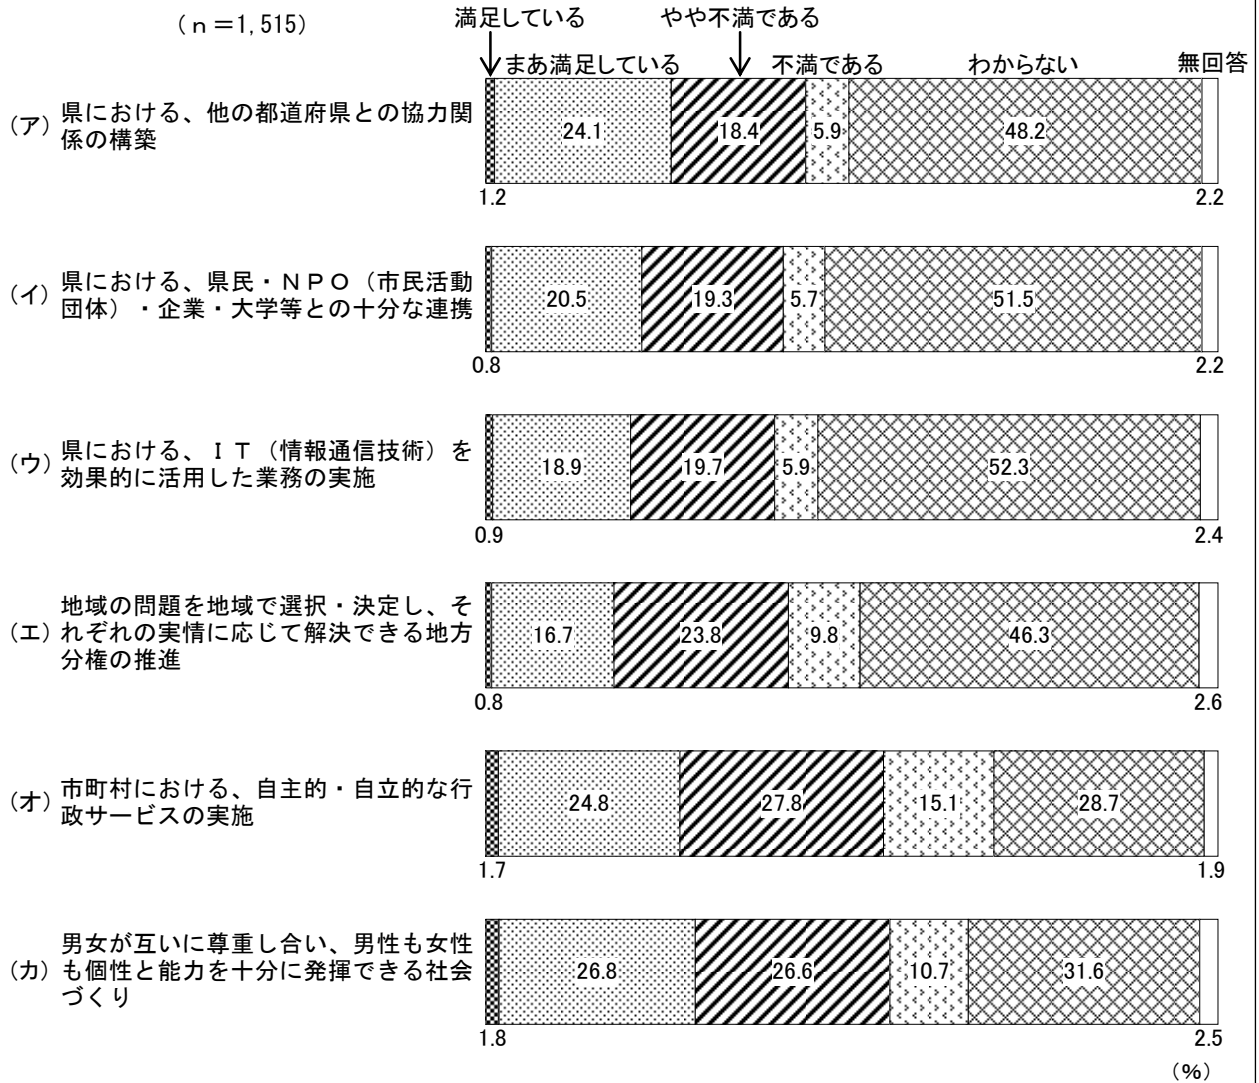 （ｎ＝1,515）
満足している
やや不満である
まあ満足している
不満である
わからない
無回答
（ア）
県における、他の都道府県との協力関
係の構築
24.1
18.4
5.9
48.2
1.2
2.2
（イ）
県における、県民・ＮＰＯ（市民活動
団体）・企業・大学等との十分な連携
20.5
19.3
5.7
51.5
0.8
2.2
（ウ）
県における、ＩＴ（情報通信技術）を
効果的に活用した業務の実施
18.9
19.7
5.9
52.3
0.9
2.4
（エ）
地域の問題を地域で選択・決定し、そ
れぞれの実情に応じて解決できる地方
分権の推進
16.7
23.8
9.8
46.3
0.8
2.6
（オ）
市町村における、自主的・自立的な行
政サービスの実施
24.8
27.8
15.1
28.7
1.7
1.9
（カ）
男女が互いに尊重し合い、男性も女性
も個性と能力を十分に発揮できる社会
づくり
26.8
26.6
10.7
31.6
1.8
2.5
（％）